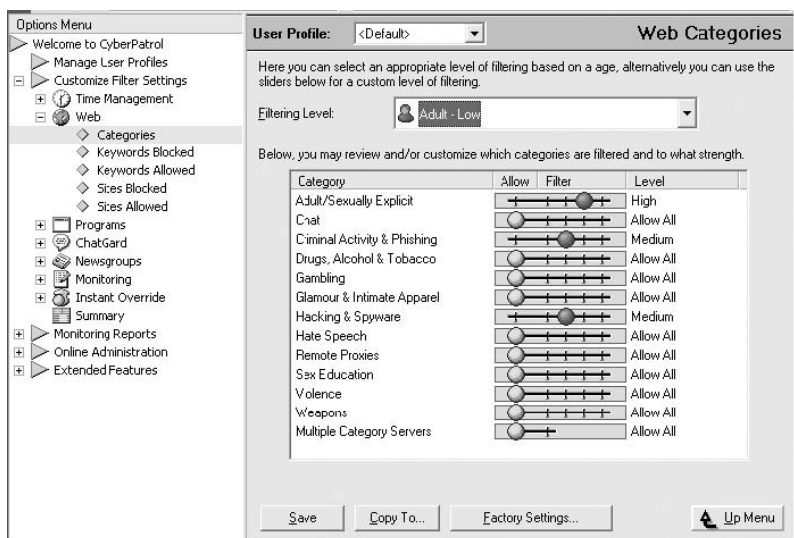 Options Menu
Welcome to CyberPatrol
Manage User Profiles
Customize Filter Settings
Time Management
Web
Categories
Keywords Blocked
Keywords Allowed
Sites Blocked
Sites Allowed
Programs
ChatGard
Newsgroups
Monitoring
Instant Override
Summary
Monitoring Reports
Online Administration
Extended Features
User Profile: <Default> Web Categories
Here you can select an appropriate level of filtering based on a age, alternatively you can use the
sliders below for a custom level of filtering.
Filtering Level: Adult - Low
Below, you may review and/or customize which categories are filtered and to what strength.
Category Allow Filter Level
Adult/Sexually Explicit High
Chat Allow All
Criminal Activity & Phishing Medium
Drugs, Alcohol & Tobacco Allow All
Gambling Allow All
Glamour & Intimate Apparel Allow All
Hacking & Spyware Medium
Hate Speech Allow All
Remote Proxies Allow All
Sex Education Allow All
Violence Allow All
Weapons Allow All
Multiple Category Servers Allow All
Save Copy To... Factory Settings... Up Menu